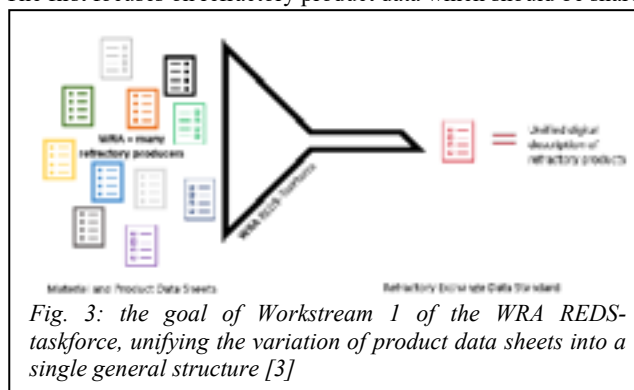 WRA = many
refractory producers
WRA REDS-Taskforce
Unified digital
description of
refractory products
Material and Product Data Sheets
Refractory Exchange Data Standard
Fig. 3: the goal of Workstream 1 of the WRA REDS-
taskforce, unifying the variation of product data sheets into a
single general structure [3]